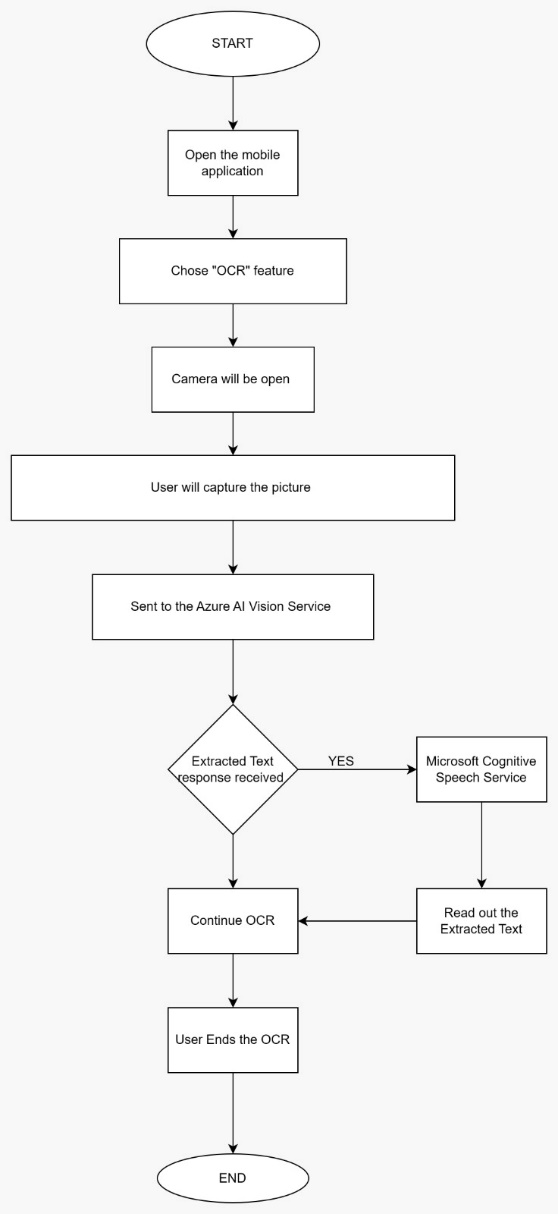 START
Open the mobile
application
Chose "OCR" feature
Camera will be open
User will capture the picture
Sent to the Azure AI Vision Service
Extracted Text
response received
YES
Microsoft Cognitive
Speech Service
Read out the
Extracted Text
Continue OCR
User Ends the OCR
END